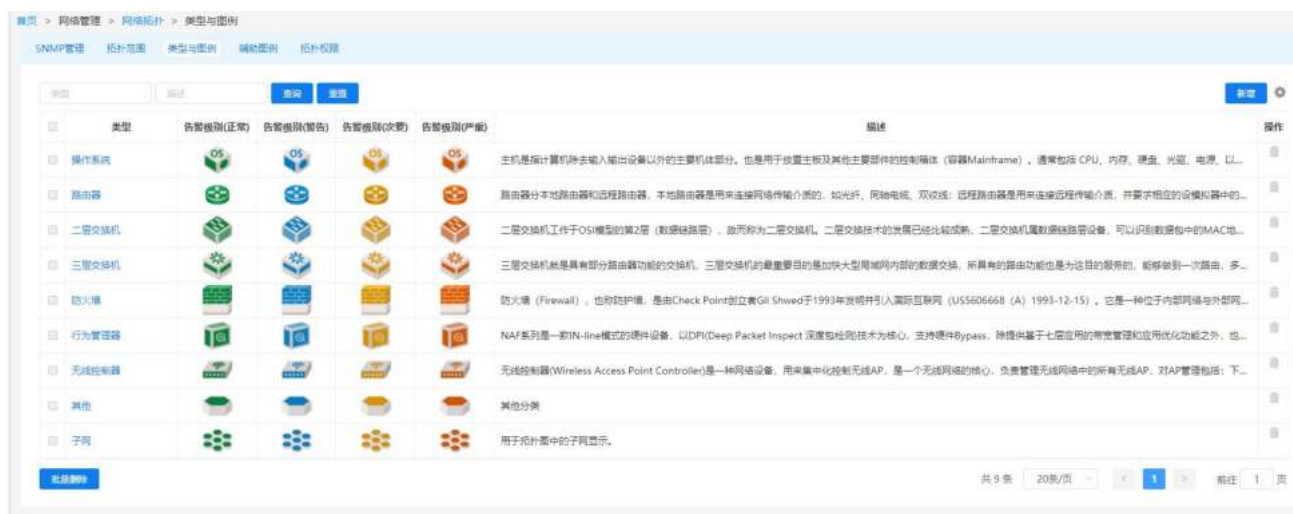 首页 > 网络管理 > 网络拓扑 > 类型与图例
SNMP管理 拓扑范围 类型与图例 辅助图例 拓扑权限
类型 描述 查询 重置 新增
类型 告警级别(正常) 告警级别(警告) 告警级别(次要) 告警级别(严重) 描述 操作
操作系统 OS OS OS OS 主机是指计算机除去输入输出设备以外的主要机体部分。也是用于放置主板及其他主要部件的控制箱体（容器Mainframe）。通常包括 CPU、内存、硬盘、光驱、电源、以...
路由器 路由器分本地路由器和远程路由器，本地路由器是用来连接网络传输介质的，如光纤、同轴电缆、双绞线；远程路由器是用来连接远程传输介质，并要求相应的设模拟器中的...
二层交换机 二层交换机工作于OSI模型的第2层（数据链路层），故而称为二层交换机。二层交换技术的发展已经比较成熟，二层交换机属数据链路层设备，可以识别数据包中的MAC地...
三层交换机 三层交换机就是具有部分路由器功能的交换机，三层交换机的最重要目的是加快大型局域网内部的数据交换，所具有的路由功能也是为这目的服务的，能够做到一次路由，多...
防火墙 防火墙（Firewall），也称防护墙，是由Check Point创立者Gil Shwed于1993年发明并引入国际互联网（US5606668（A）1993-12-15）。它是一种位于内部网络与外部网...
行为管理器 NAF系列是一款IN-line模式的硬件设备，以DPI(Deep Packet Inspect 深度包检测)技术为核心，支持硬件Bypass，除提供基于七层应用的带宽管理和应用优化功能之外，也...
无线控制器 无线控制器(Wireless Access Point Controller)是一种网络设备，用来集中化控制无线AP，是一个无线网络的核心，负责管理无线网络中的所有无线AP，对AP管理包括：下...
其他 其他分类
子网 用于拓扑图中的子网显示。
批量删除 共 9 条 20条/页 1 前往 1 页